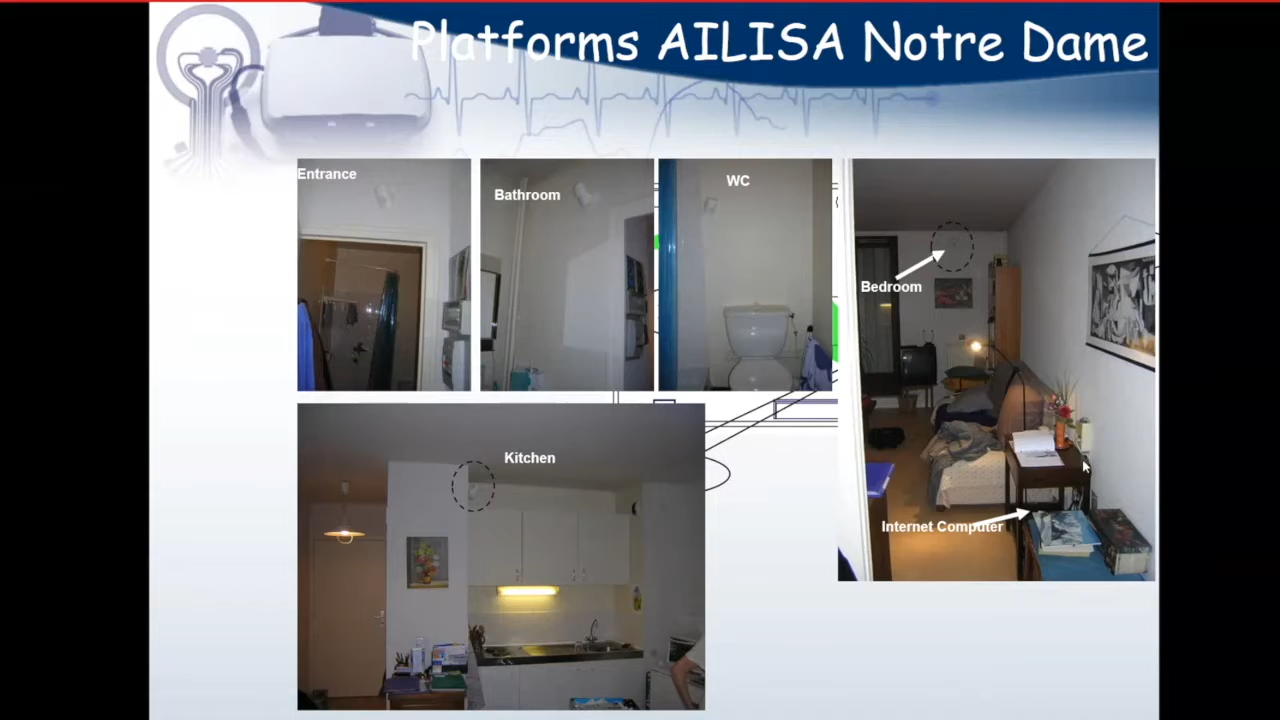 Platforms AILISA Notre Dame
Entrance
Bathroom
WC
Bedroom
Kitchen
Internet Computer